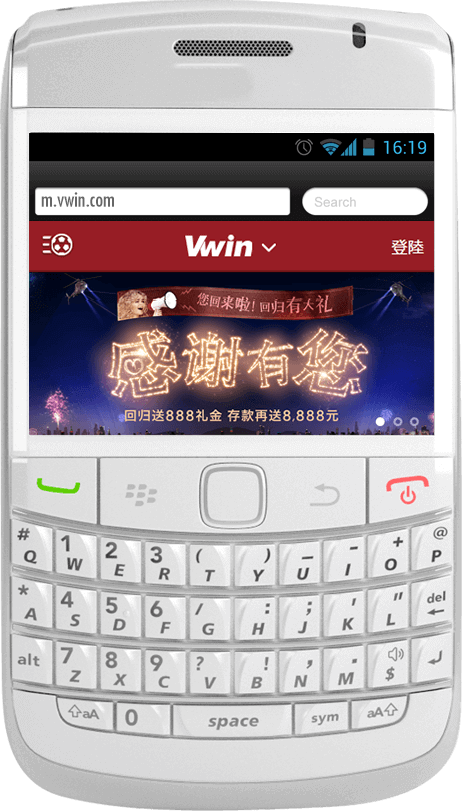 16:19
m.vwin.com Search
Vwin 登陸
您回来啦! 回归有大礼
感谢有您
回归送888礼金 存款再送8,888元
# Q 1 W 2 E 3 R ( T ) Y _ U - I + O @ P
* A 4 S 5 D 6 F / G : H ; J ' K " L del
alt 7 Z 8 X 9 C ? V ! B , N . M $
aA 0 space sym aA